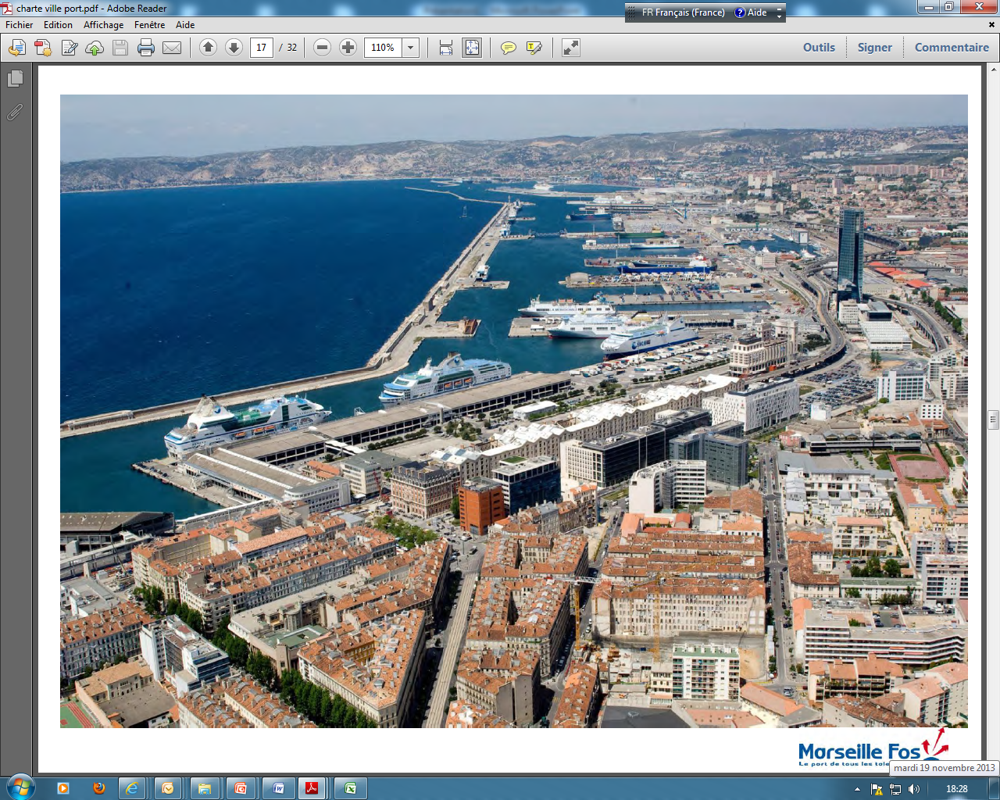 charte ville port.pdf - Adobe Reader
FR Français (France) Aide
Fichier Edition Affichage Fenêtre Aide
17 / 32 110% Outils Signer Commentaire
Marseille Fos
Le port de tous les
mardi 19 novembre 2013
18:28